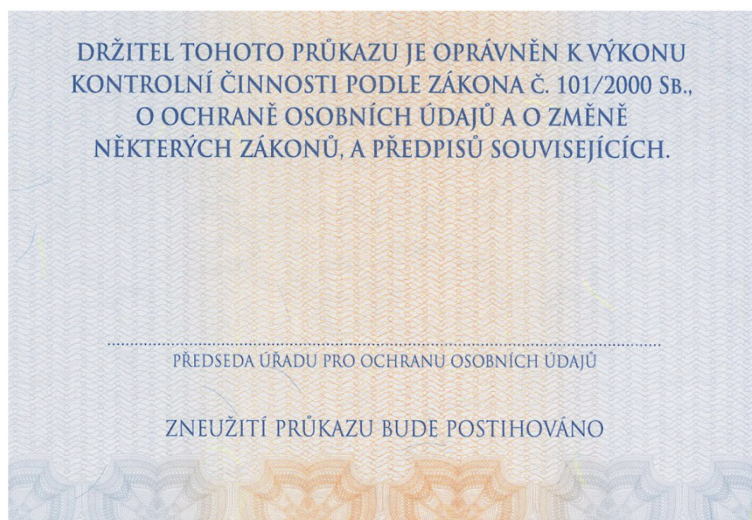 DRŽITEL TOHOTO PRŮKAZU JE OPRÁVNĚN K VÝKONU
KONTROLNÍ ČINNOSTI PODLE ZÁKONA Č. 101/2000 SB.,
O OCHRANĚ OSOBNÍCH ÚDAJŮ A O ZMĚNĚ
NĚKTERÝCH ZÁKONŮ, A PŘEDPISŮ SOUVISEJÍCÍCH.
PŘEDSEDA ÚŘADU PRO OCHRANU OSOBNÍCH ÚDAJŮ
ZNEUŽITÍ PRŮKAZU BUDE POSTIHOVÁNO